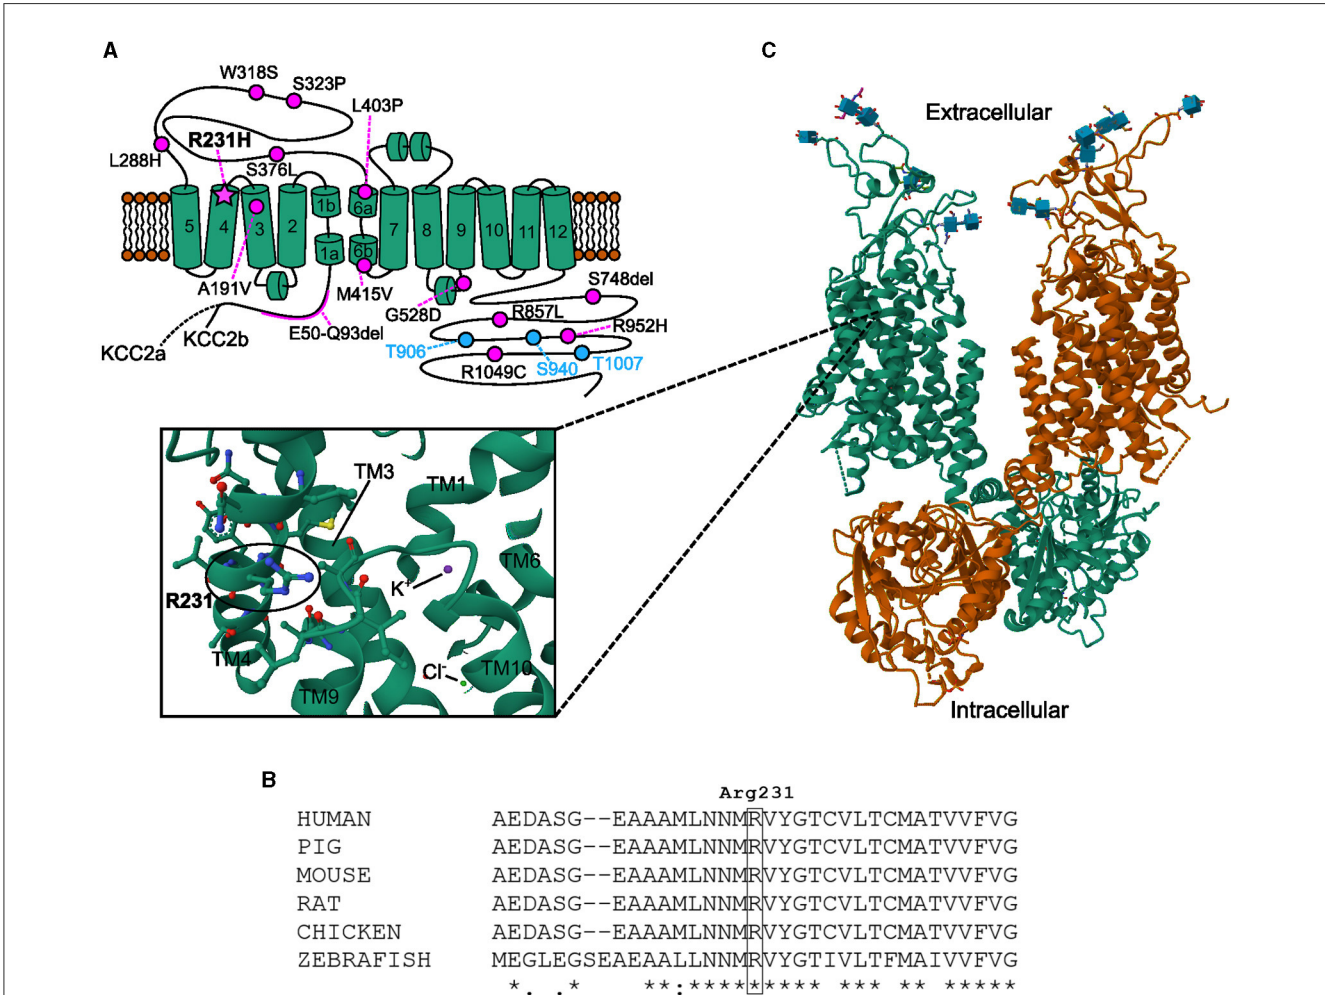 A
W318S
S323P
L403P
R231H
L288H
S376L
5
4
3
2
1b
1a
6a
6b
7
8
9
10
11
12
A191V
M415V
G528D
S748del
R857L
R952H
E50-Q93del
KCC2b
KCC2a
T906
S940
T1007
R1049C
TM3
TM1
TM6
K+
R231
TM4
Cl-
TM10
TM9
C
Extracellular
Intracellular
B
Arg231
HUMAN AEDASG--EAAAMLNNMRVYGTCVLTCMATVVFVG
PIG AEDASG--EAAAMLNNMRVYGTCVLTCMATVVFVG
MOUSE AEDASG--EAAAMLNNMRVYGTCVLTCMATVVFVG
RAT AEDASG--EAAAMLNNMRVYGTCVLTCMATVVFVG
CHICKEN AEDASG--EAAAMLNNMRVYGTCVLTCMATVVFVG
ZEBRAFISH MEGLEGSEAEAALLNNMRVYGTIVLTFMAIVVFVG
*. .* **:********* *** ** *****